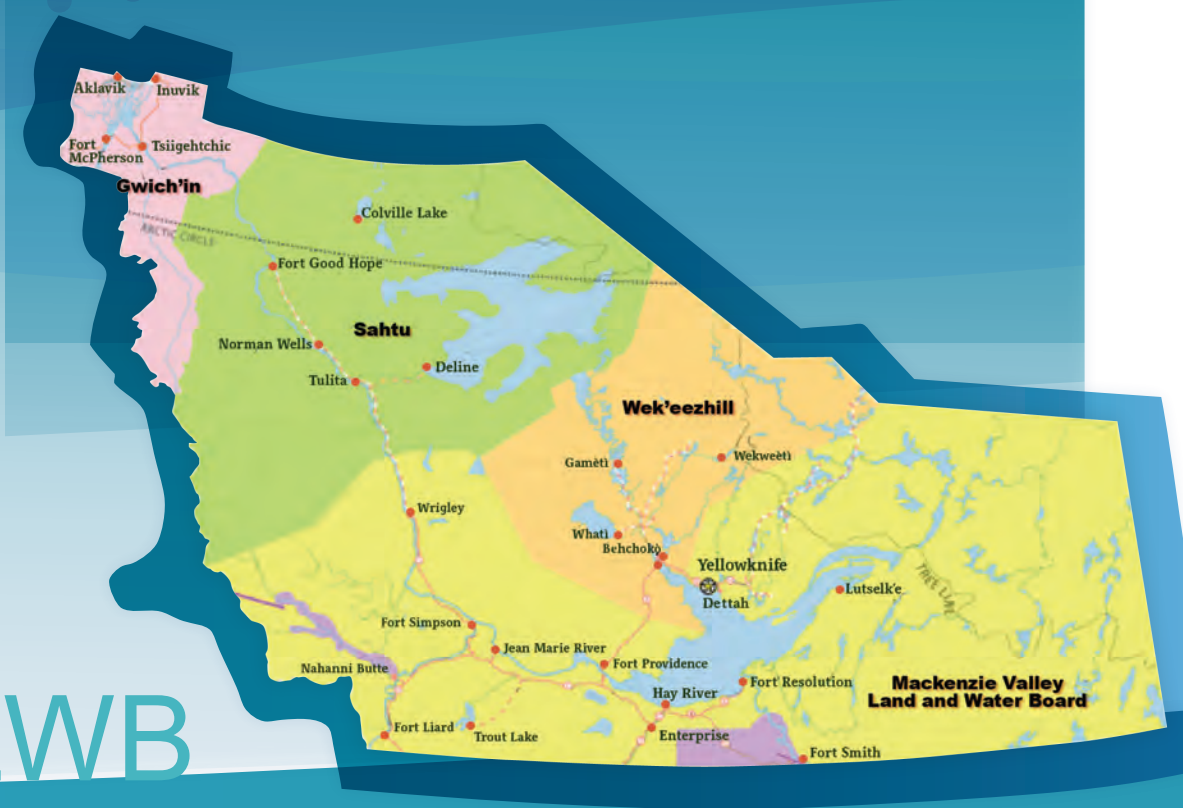 Aklavik
Inuvik
Fort
McPherson
Tsiigehtchic
Gwich'in
Colville Lake
ARCTIC CIRCLE
Fort Good Hope
Sahtu
Norman Wells
Deline
Tulita
Wek'eezhill
Gamètì
Wekweètì
Wrigley
Whatì
Behchokǫ̀
Yellowknife
Dettah
TREE LINE
Lutselk'e
Fort Simpson
Jean Marie River
Nahanni Butte
Fort Providence
Fort Resolution
Mackenzie Valley
Land and Water Board
Hay River
Fort Liard
Trout Lake
Enterprise
Fort Smith
WB